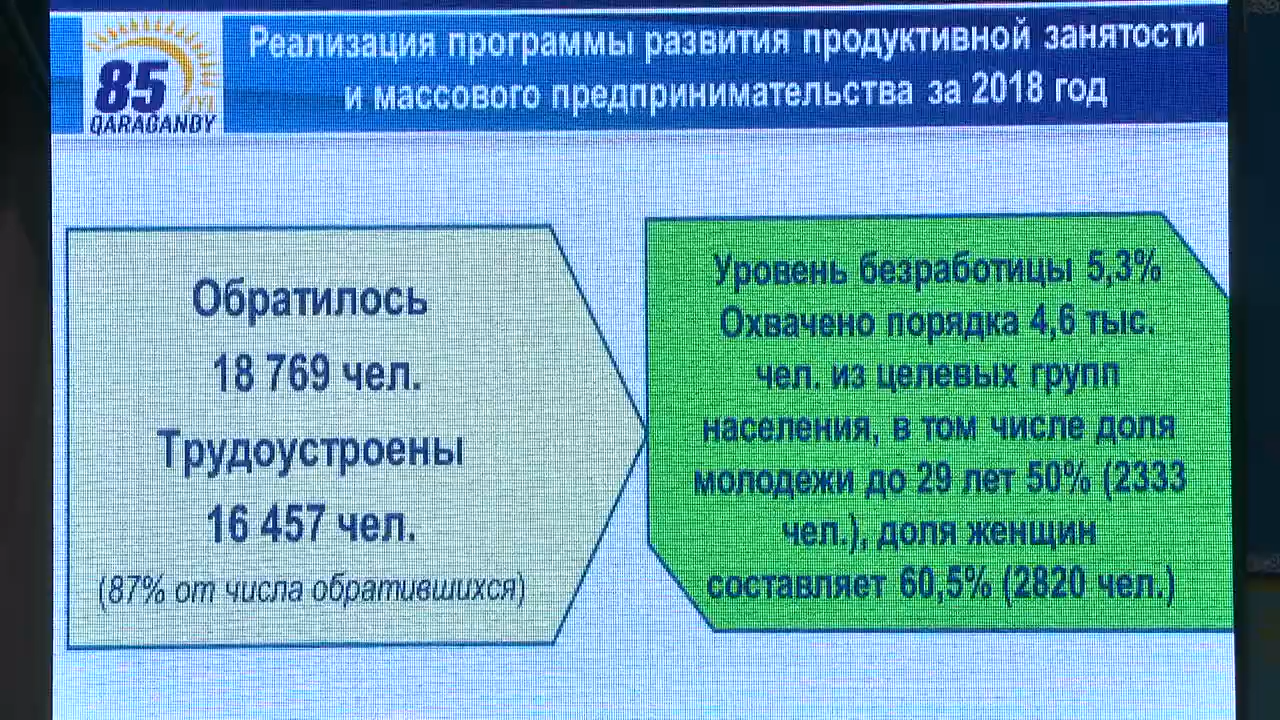 Реализация программы развития продуктивной занятости
и массового предпринимательства за 2018 год
85
JYL
QARAGANDY
Обратилось
18 769 чел.
Трудоустроены
16 457 чел.
(87% от числа обратившихся)
Уровень безработицы 5,3%
Охвачено порядка 4,6 тыс.
чел. из целевых групп
населения, в том числе доля
молодежи до 29 лет 50% (2333
чел.), доля женщин
составляет 60,5% (2820 чел.)